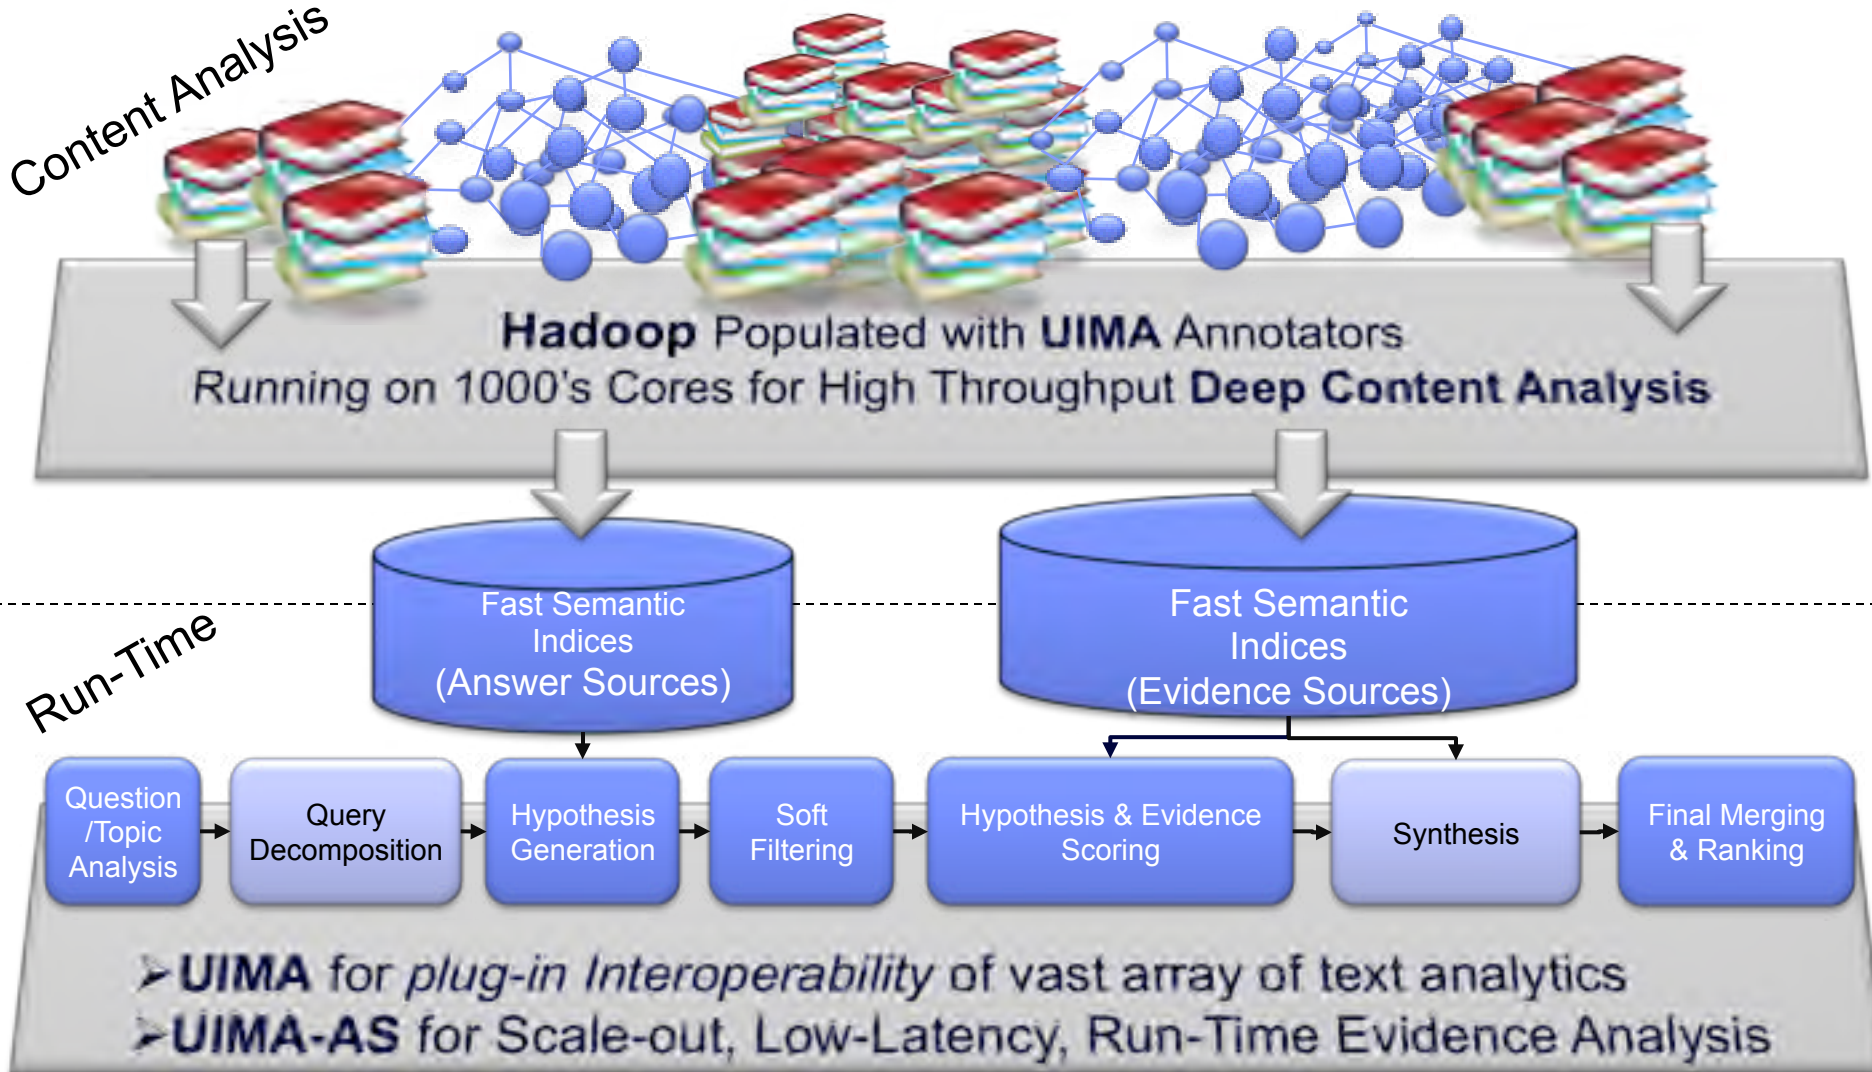 Content Analysis
Hadoop Populated with UIMA Annotators
Running on 1000's Cores for High Throughput Deep Content Analysis
Fast Semantic
Indices
(Answer Sources)
Fast Semantic
Indices
(Evidence Sources)
Run-Time
Question
/Topic
Analysis
Query
Decomposition
Hypothesis
Generation
Soft
Filtering
Hypothesis & Evidence
Scoring
Synthesis
Final Merging
& Ranking
➢UIMA for plug-in Interoperability of vast array of text analytics
➢UIMA-AS for Scale-out, Low-Latency, Run-Time Evidence Analysis